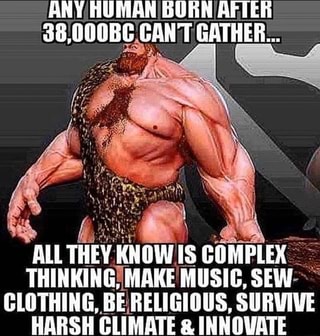 ANY HUMAN BORN AFTER
38,000BC CAN'T GATHER...
ALL THEY KNOW IS COMPLEX
THINKING, MAKE MUSIC, SEW
CLOTHING, BE RELIGIOUS, SURVIVE
HARSH CLIMATE & INNOVATE